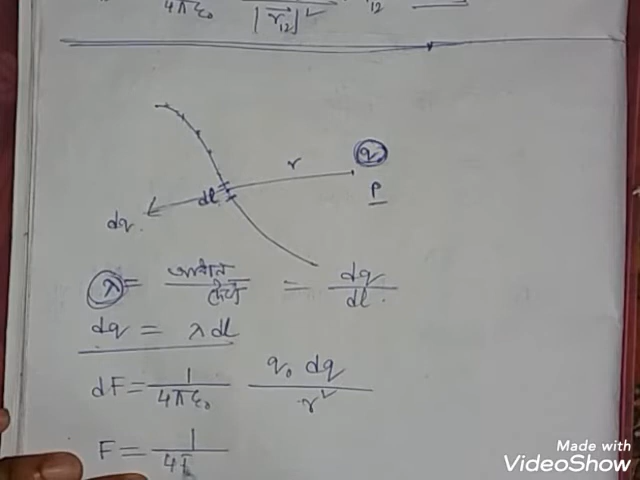 4πε₀ |r⃗₁₂|² r₁₂
q
r
P
dl
dq.
λ = आवेश / लंबाई = dq / dl.
dq = λ dl
dF = 1 / 4πε₀ q₀ dq / r²
F = 1 / 4π
Made with
VideoShow